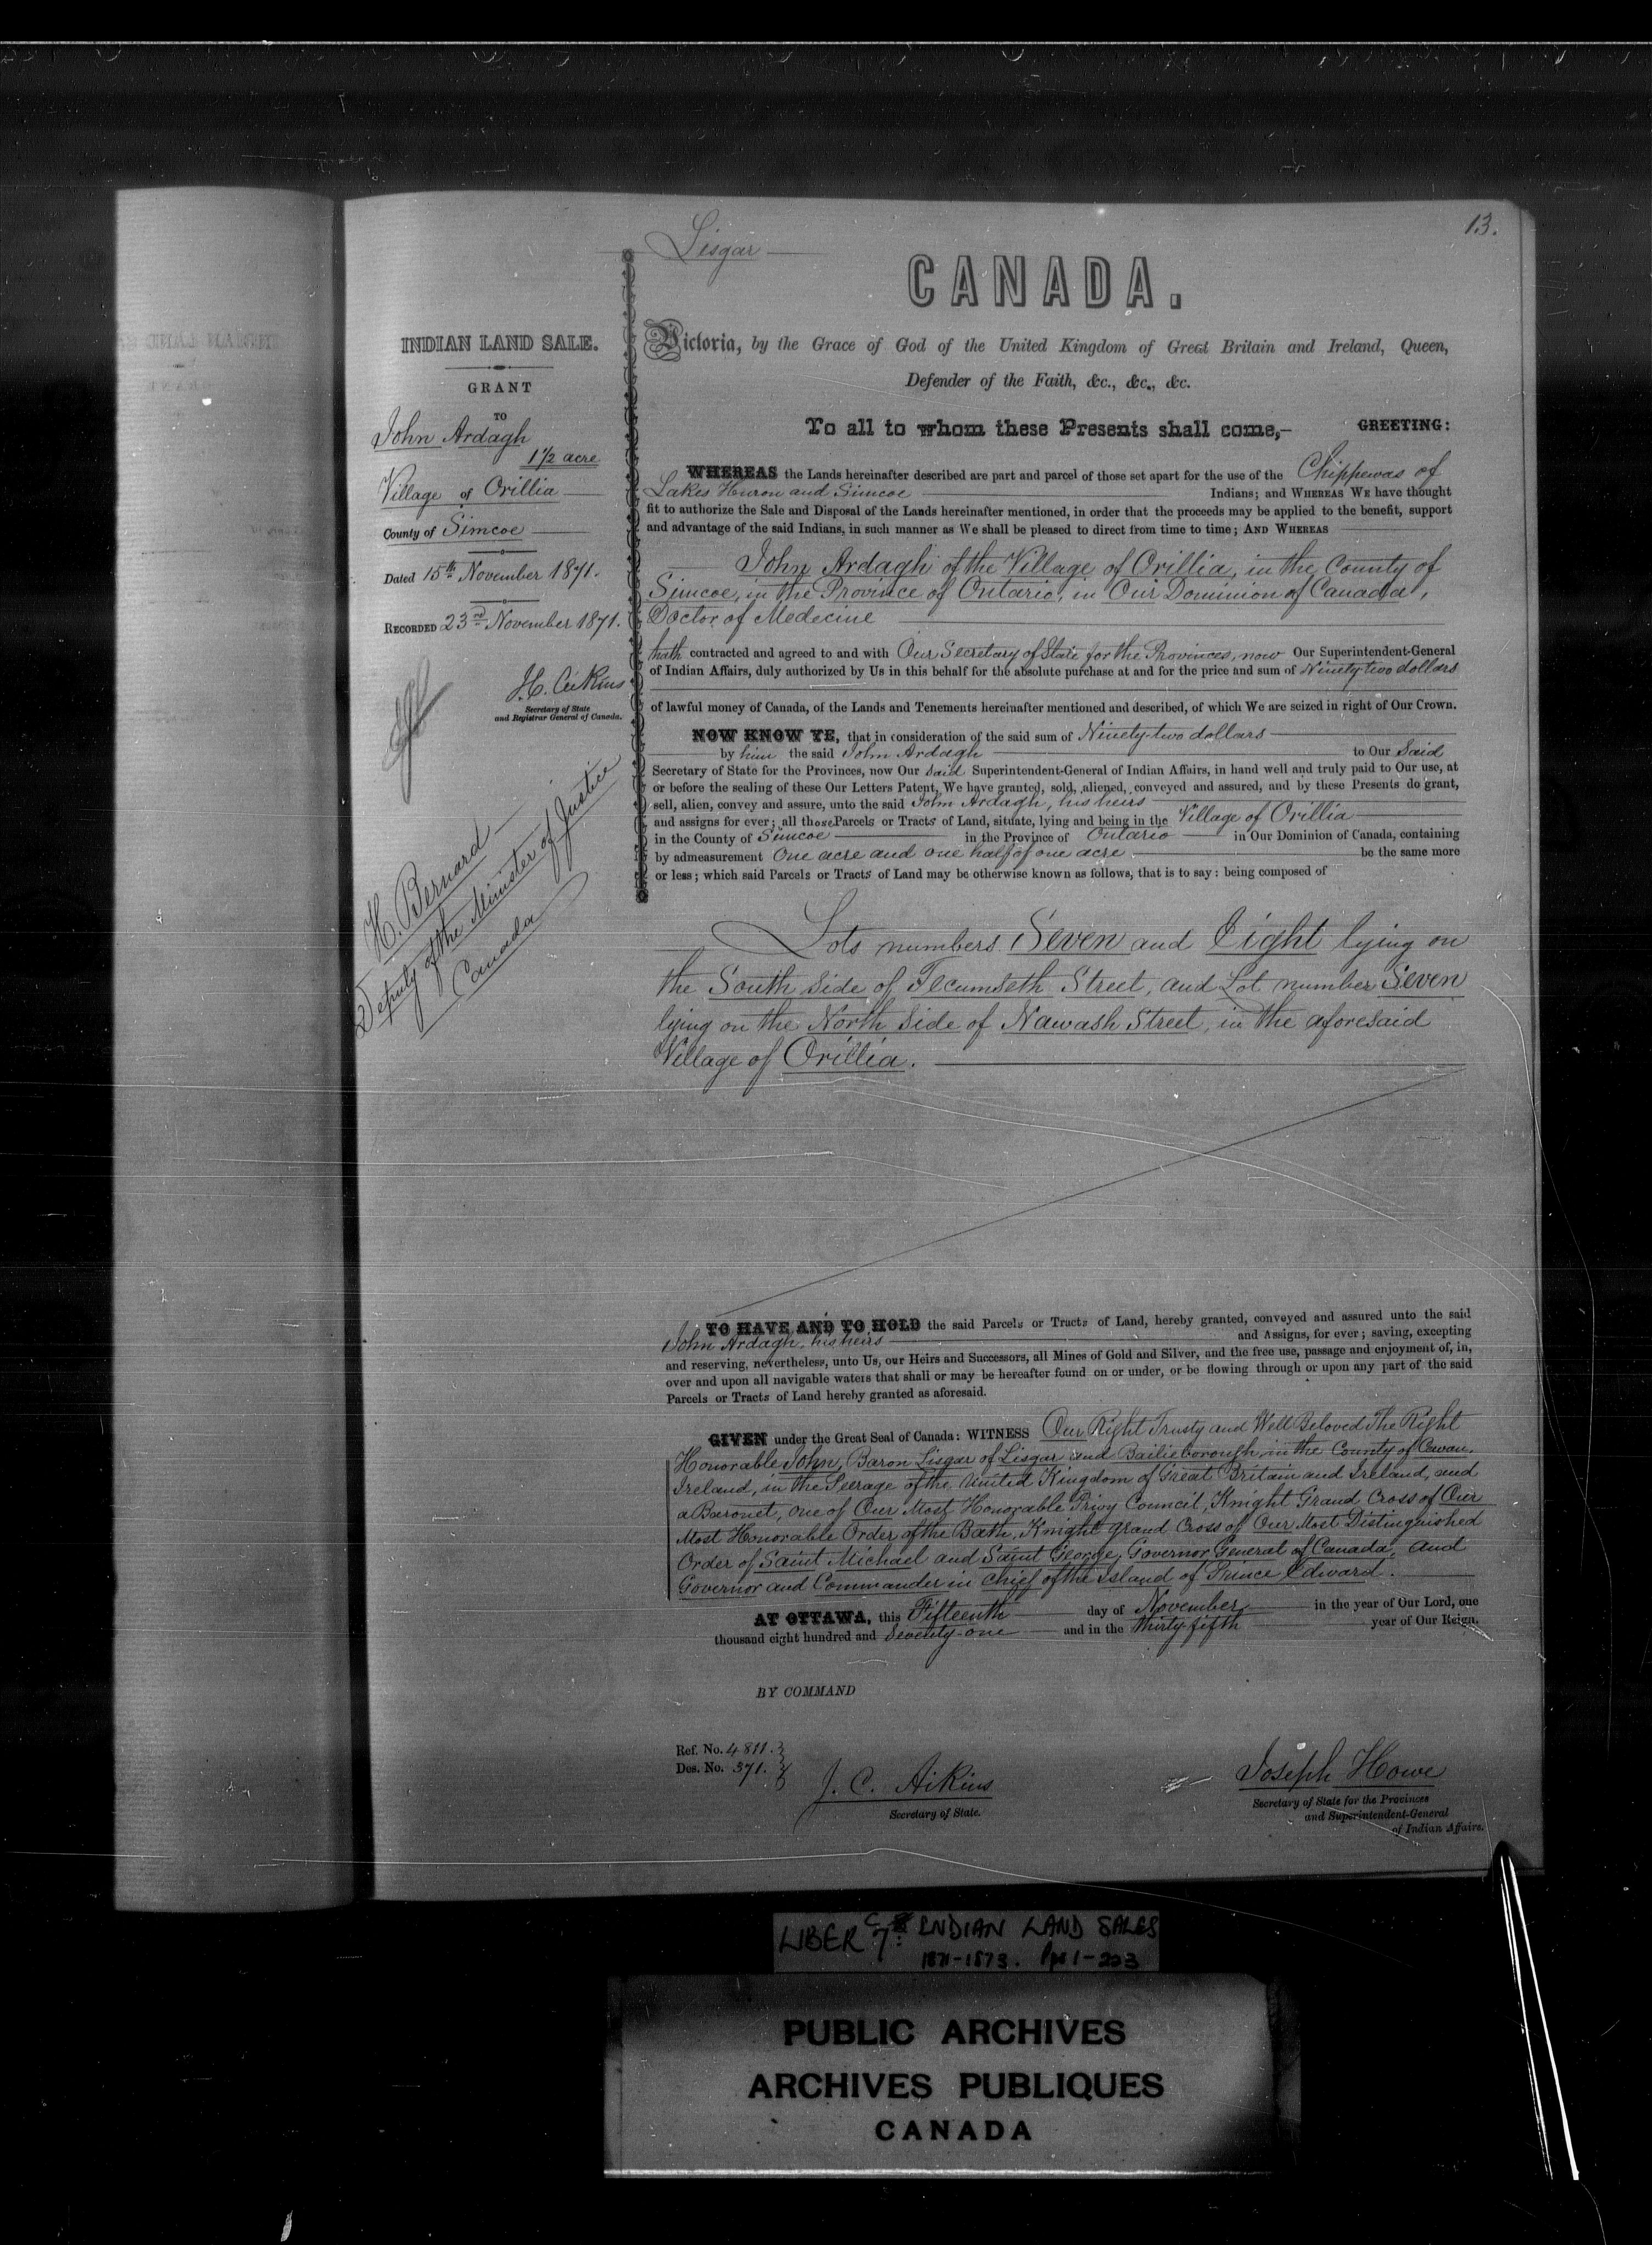 13.
Lisgar
CANADA.
Victoria, by the Grace of God of the United Kingdom of Great Britain and Ireland, Queen,
Defender of the Faith, &c., &c., &c.
To all to whom these Presents shall come,— GREETING:
INDIAN LAND SALE.
GRANT
TO
John Ardagh
1 1/2 acre
Village of Orillia
County of Simcoe
Dated 15th November 1871.
RECORDED 23rd November 1871.
Secretary of State
and Registrar General of Canada.
H. Bernard
Deputy of the Minister of Justice
Canada
WHEREAS the Lands hereinafter described are part and parcel of those set apart for the use of the Chippewas of
Lakes Huron and Simcoe Indians; and WHEREAS WE have thought
fit to authorize the Sale and Disposal of the Lands hereinafter mentioned, in order that the proceeds may be applied to the benefit, support
and advantage of the said Indians, in such manner as We shall be pleased to direct from time to time; AND WHEREAS
John Ardagh of the Village of Orillia, in the County of
Simcoe, in the Province of Ontario, in Our Dominion of Canada,
Doctor of Medecine
hath contracted and agreed to and with Our Secretary of State for the Provinces, now Our Superintendent-General
of Indian Affairs, duly authorized by Us in this behalf for the absolute purchase at and for the price and sum of Ninety-two dollars
of lawful money of Canada, of the Lands and Tenements hereinafter mentioned and described, of which We are seized in right of Our Crown.
NOW KNOW YE, that in consideration of the said sum of Ninety-two dollars
by him the said John Ardagh to Our Said
Secretary of State for the Provinces, now Our said Superintendent-General of Indian Affairs, in hand well and truly paid to Our use, at
or before the sealing of these Our Letters Patent, We have granted, sold, aliened, conveyed and assured, and by these Presents do grant,
sell, alien, convey and assure, unto the said John Ardagh, his heirs
and assigns for ever; all those Parcels or Tracts of Land, situate, lying and being in the Village of Orillia
in the County of Simcoe in the Province of Ontario in Our Dominion of Canada, containing
by admeasurement One acre and one half of one acre be the same more
or less; which said Parcels or Tracts of Land may be otherwise known as follows, that is to say: being composed of
Lots numbers Seven and Eight lying on
the South side of Tecumseth Street, and Lot number Seven
lying on the North Side of Nawash Street, in the aforesaid
Village of Orillia.
TO HAVE AND TO HOLD the said Parcels or Tracts of Land, hereby granted, conveyed and assured unto the said
John Ardagh, his heirs and Assigns, for ever; saving, excepting
and reserving, nevertheless, unto Us, our Heirs and Successors, all Mines of Gold and Silver, and the free use, passage and enjoyment of, in,
over and upon all navigable waters that shall or may be hereafter found on or under, or be flowing through or upon any part of the said
Parcels or Tracts of Land hereby granted as aforesaid.
GIVEN under the Great Seal of Canada: WITNESS Our Right Trusty and Well Beloved The Right
Honorable John, Baron Lisgar of Lisgar and Bailieborough, in the County of Cavan,
Ireland, in the Peerage of the United Kingdom of Great Britain and Ireland, and
a Baronet, one of Our Most Honorable Privy Council, Knight Grand Cross of Our
Most Honorable Order of the Bath, Knight Grand Cross of Our Most Distinguished
Order of Saint Michael and Saint George, Governor General of Canada, and
Governor and Commander in Chief of the Island of Prince Edward.
AT OTTAWA, this Fifteenth day of November in the year of Our Lord, one
thousand eight hundred and Seventy-one and in the thirty-fifth year of Our Reign.
BY COMMAND
Ref. No. 4811.
Des. No. 371.
J. C. Aikins
Secretary of State.
Joseph Howe
Secretary of State for the Provinces
and Superintendent-General
of Indian Affairs.
LIBER C7: INDIAN LAND SALES
1871-1873. Pgs 1-203
PUBLIC ARCHIVES
ARCHIVES PUBLIQUES
CANADA